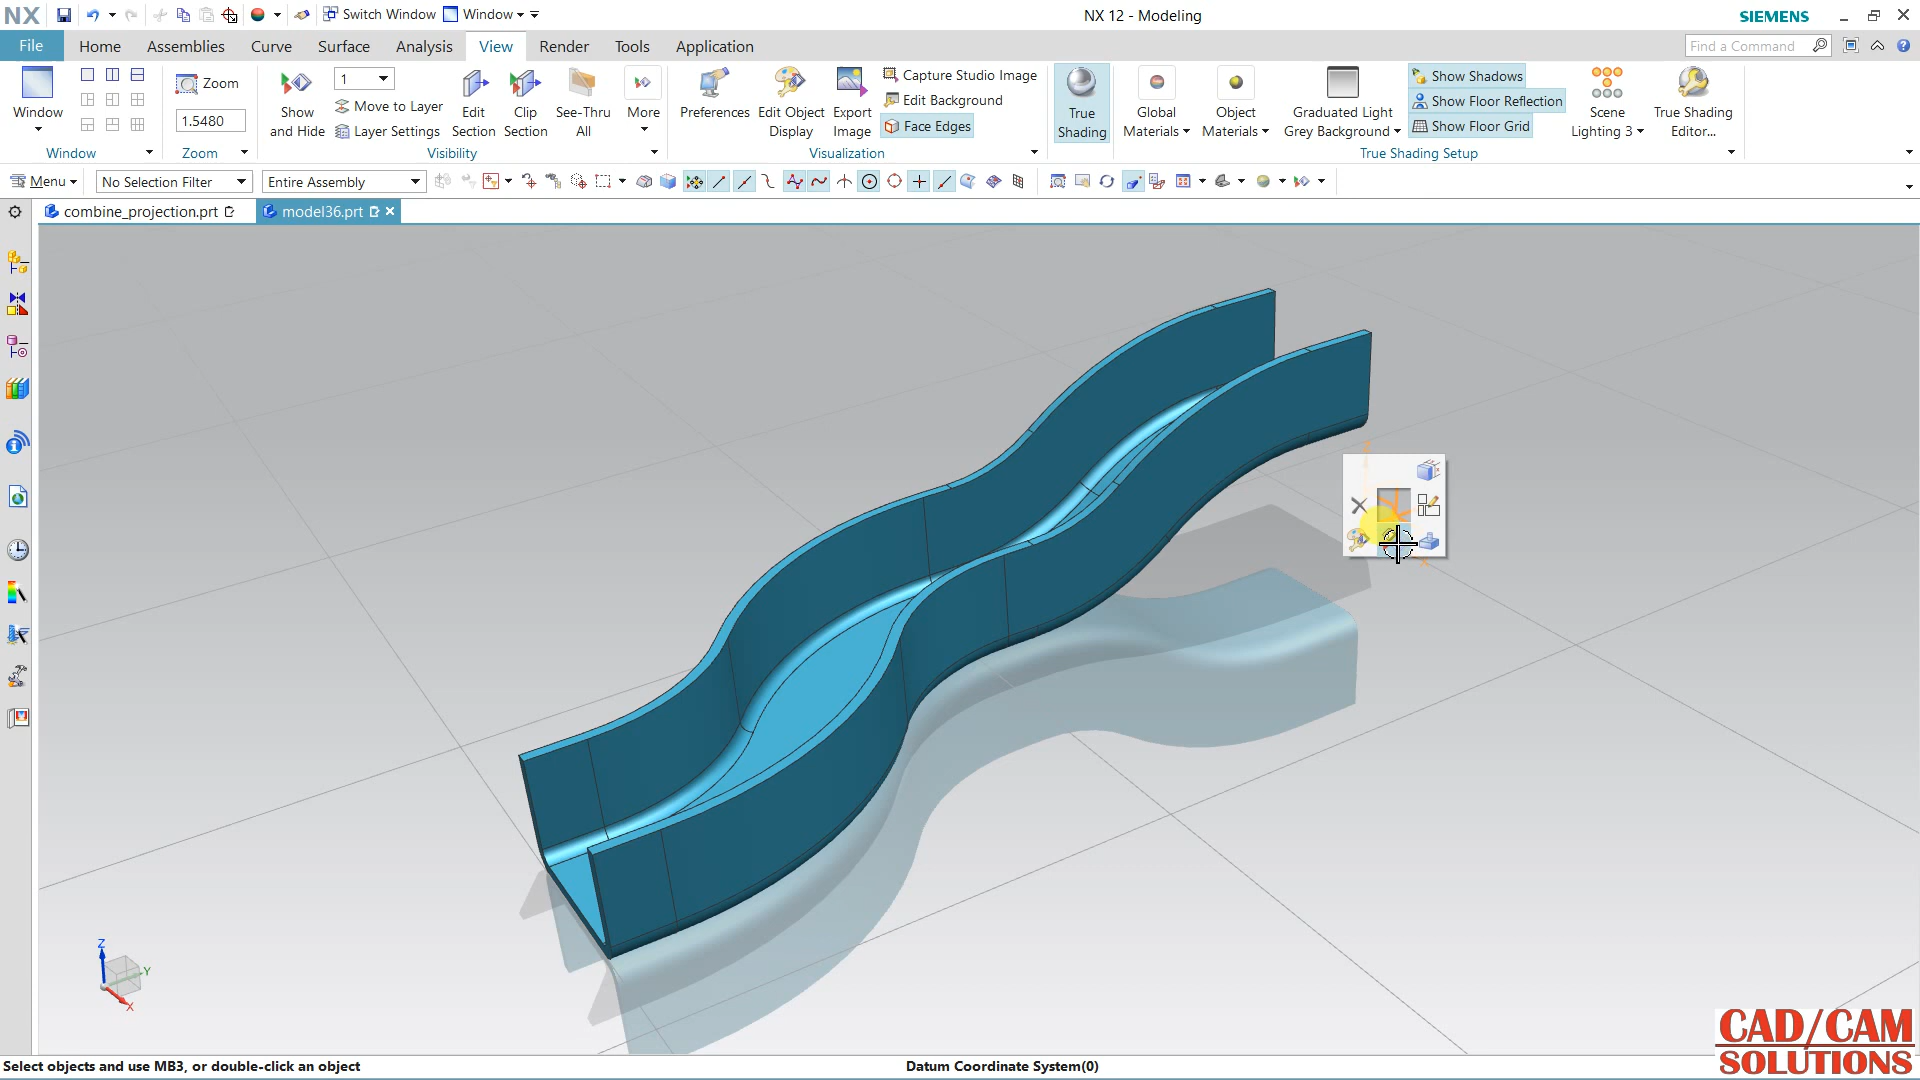 NX
Switch Window
Window
NX 12 - Modeling
SIEMENS
File
Home
Assemblies
Curve
Surface
Analysis
View
Render
Tools
Application
Find a Command
Window
Zoom
1.5480
Show and Hide
1
Move to Layer
Layer Settings
Edit Section
Clip Section
See-Thru All
More
Preferences
Edit Object Display
Export Image
Capture Studio Image
Edit Background
Face Edges
True Shading
Global Materials
Object Materials
Graduated Light Grey Background
Show Shadows
Show Floor Reflection
Show Floor Grid
Scene Lighting 3
True Shading Editor...
Window
Zoom
Visibility
Visualization
True Shading Setup
Menu
No Selection Filter
Entire Assembly
combine_projection.prt
model36.prt
Z
Y
X
CAD/CAM
SOLUTIONS
Select objects and use MB3, or double-click an object
Datum Coordinate System(0)